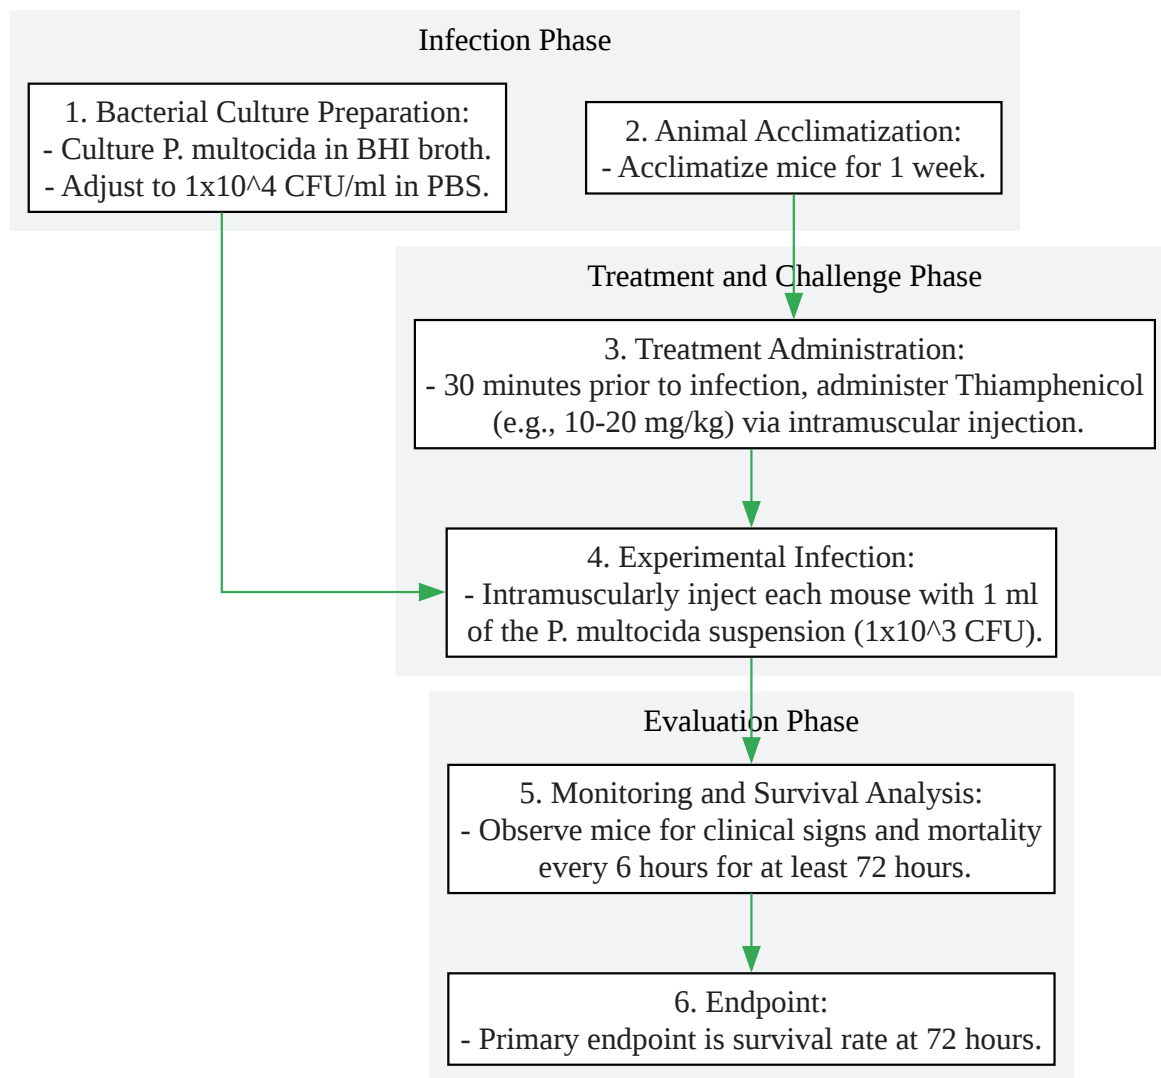 Infection Phase
1. Bacterial Culture Preparation:
- Culture P. multocida in BHI broth.
- Adjust to 1x10^4 CFU/ml in PBS.
2. Animal Acclimatization:
- Acclimatize mice for 1 week.
Treatment and Challenge Phase
3. Treatment Administration:
- 30 minutes prior to infection, administer Thiamphenicol
(e.g., 10-20 mg/kg) via intramuscular injection.
4. Experimental Infection:
- Intramuscularly inject each mouse with 1 ml
of the P. multocida suspension (1x10^3 CFU).
Evaluation Phase
5. Monitoring and Survival Analysis:
- Observe mice for clinical signs and mortality
every 6 hours for at least 72 hours.
6. Endpoint:
- Primary endpoint is survival rate at 72 hours.